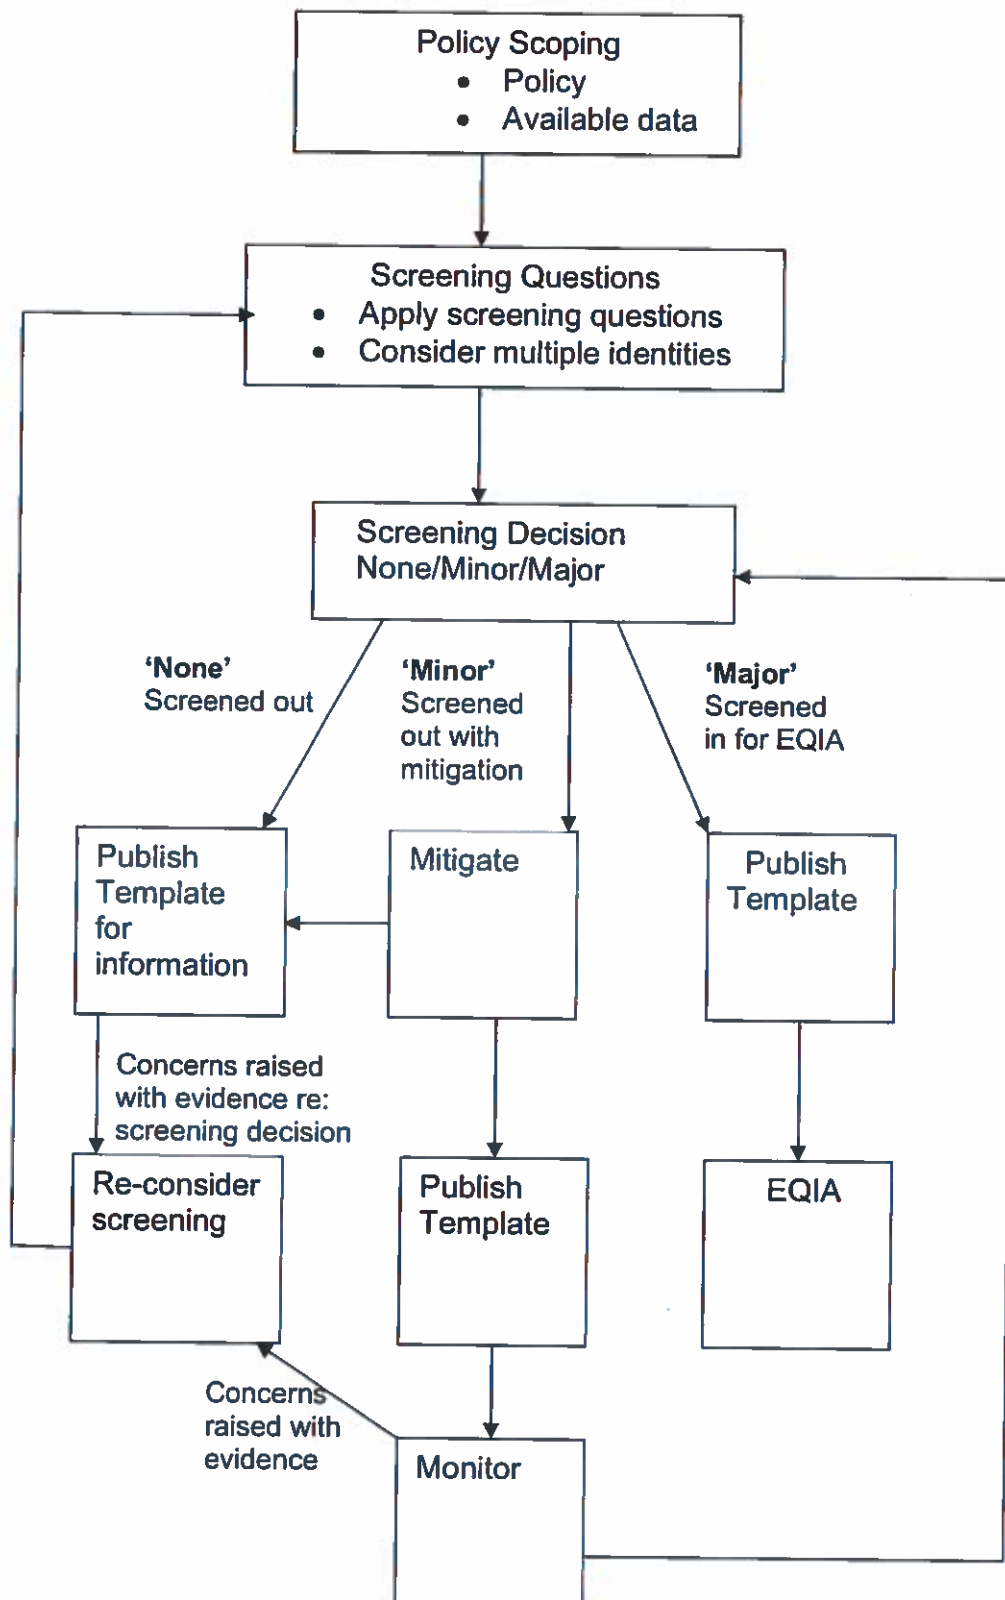 Policy Scoping
• Policy
• Available data
Screening Questions
• Apply screening questions
• Consider multiple identities
Screening Decision
None/Minor/Major
‘None’
Screened out
‘Minor’
Screened
out with
mitigation
‘Major’
Screened
in for EQIA
Publish
Template
for
information
Mitigate
Publish
Template
Concerns raised
with evidence re:
screening decision
Re-consider
screening
Publish
Template
EQIA
Concerns
raised with
evidence
Monitor